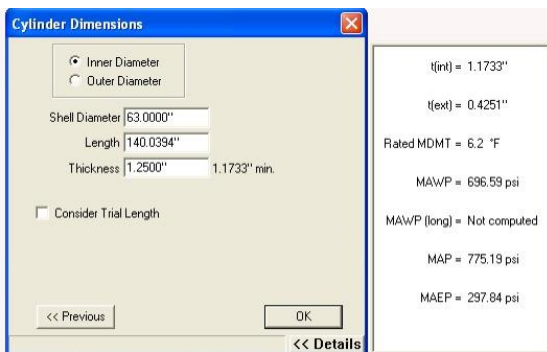 Cylinder Dimensions
Inner Diameter
Outer Diameter
Shell Diameter 63.0000"
Length 140.0394"
Thickness 1.2500" 1.1733" min.
Consider Trial Length
<< Previous
OK
<< Details
t(int) = 1.1733"
t(ext) = 0.4251"
Rated MDMT = 6.2 °F
MAWP = 696.59 psi
MAWP (long) = Not computed
MAP = 775.19 psi
MAEP = 297.84 psi